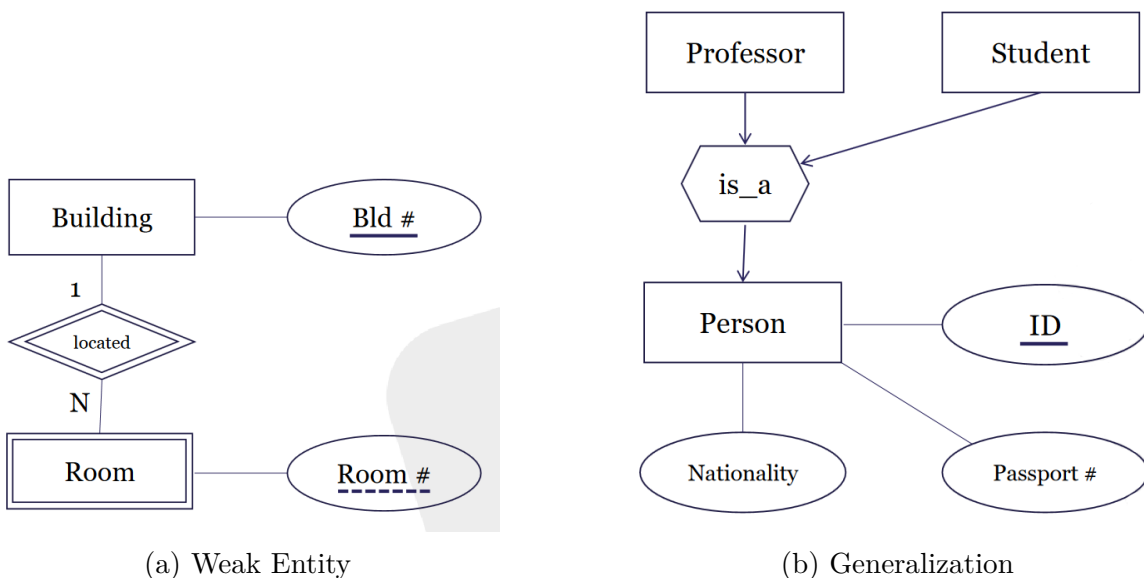 Building
Bld #
1
located
N
Room
Room #
(a) Weak Entity
Professor
Student
is_a
Person
ID
Nationality
Passport #
(b) Generalization